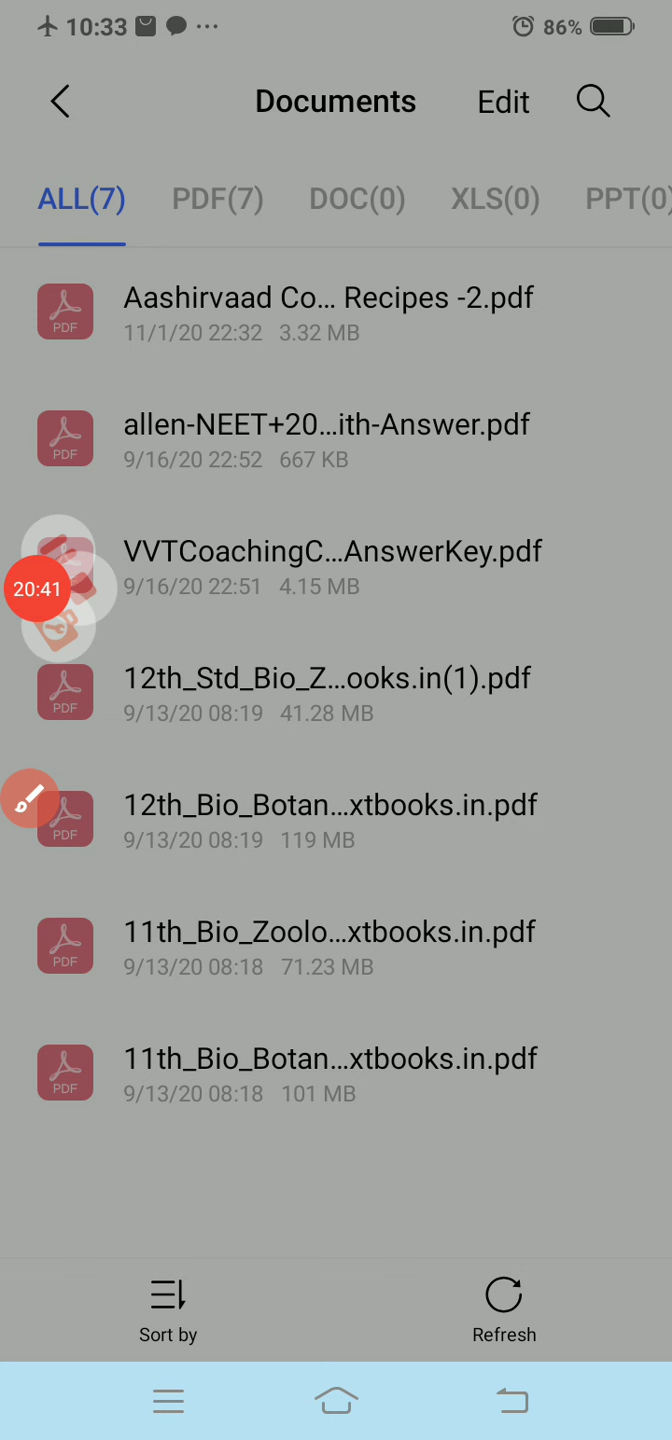 10:33 86%
Documents Edit
ALL(7) PDF(7) DOC(0) XLS(0) PPT(0)
Aashirvaad Co... Recipes -2.pdf
PDF
11/1/20 22:32 3.32 MB
allen-NEET+20...ith-Answer.pdf
PDF
9/16/20 22:52 667 KB
VVTCoachingC...AnswerKey.pdf
20:41
9/16/20 22:51 4.15 MB
12th_Std_Bio_Z...ooks.in(1).pdf
PDF
9/13/20 08:19 41.28 MB
12th_Bio_Botan...xtbooks.in.pdf
PDF
9/13/20 08:19 119 MB
11th_Bio_Zoolo...xtbooks.in.pdf
PDF
9/13/20 08:18 71.23 MB
11th_Bio_Botan...xtbooks.in.pdf
PDF
9/13/20 08:18 101 MB
Sort by Refresh